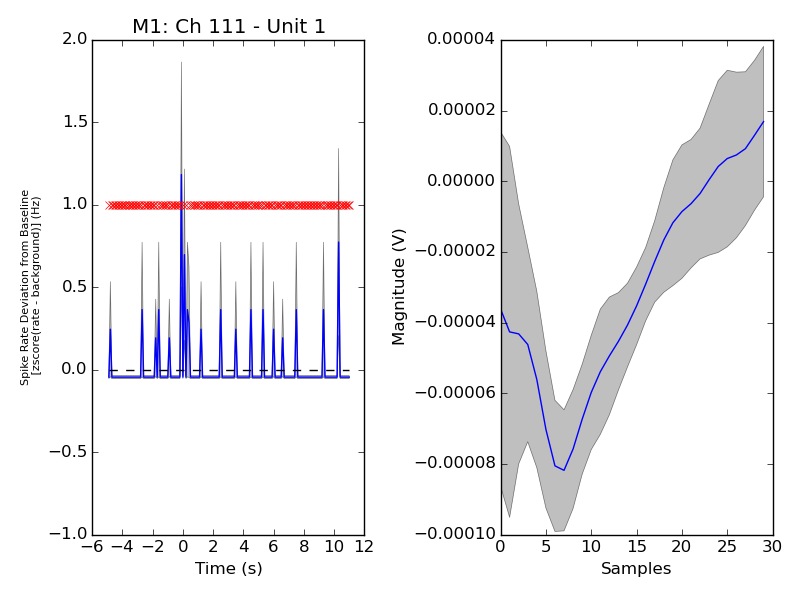 M1: Ch 111 - Unit 1
2.0
1.5
1.0
0.5
0.0
−0.5
−1.0
−6 −4 −2 0 2 4 6 8 10 12
Time (s)
Spike Rate Deviation from Baseline
[zscore(rate - background)] (Hz)
0.00004
0.00002
0.00000
−0.00002
−0.00004
−0.00006
−0.00008
−0.00010
0 5 10 15 20 25 30
Samples
Magnitude (V)